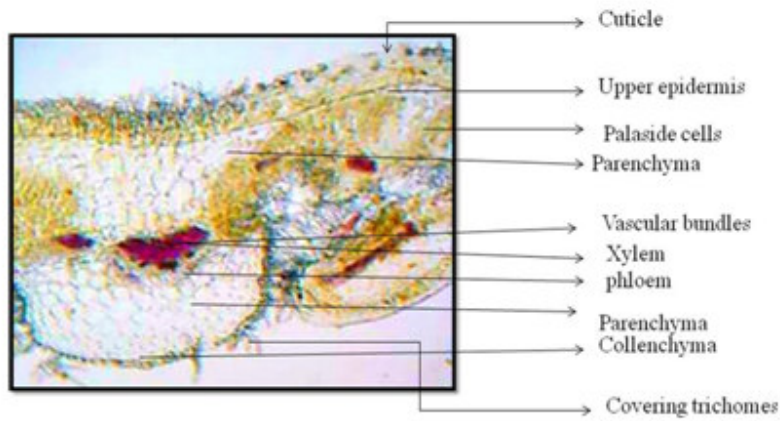 Cuticle
Upper epidermis
Palaside cells
Parenchyma
Vascular bundles
Xylem
phloem
Parenchyma
Collenchyma
Covering trichomes